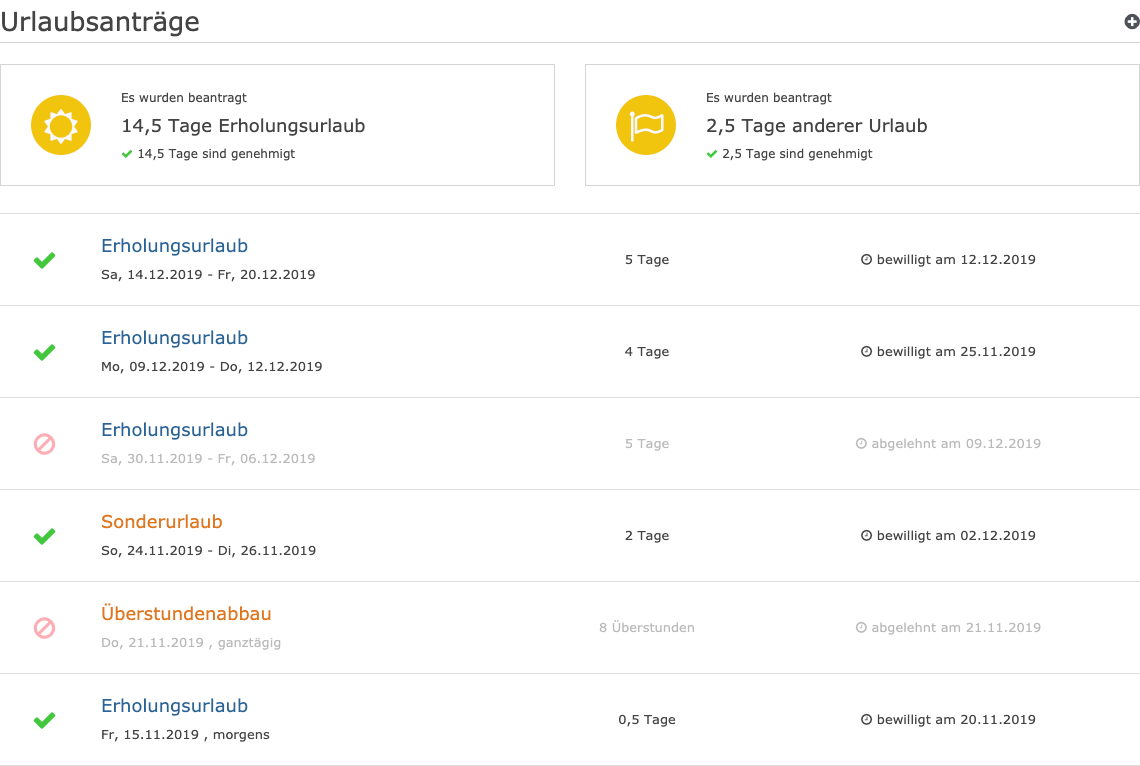 Urlaubsanträge
Es wurden beantragt
14,5 Tage Erholungsurlaub
14,5 Tage sind genehmigt
Es wurden beantragt
2,5 Tage anderer Urlaub
2,5 Tage sind genehmigt
Erholungsurlaub
Sa, 14.12.2019 - Fr, 20.12.2019
5 Tage
bewilligt am 12.12.2019
Erholungsurlaub
Mo, 09.12.2019 - Do, 12.12.2019
4 Tage
bewilligt am 25.11.2019
Erholungsurlaub
Sa, 30.11.2019 - Fr, 06.12.2019
5 Tage
abgelehnt am 09.12.2019
Sonderurlaub
So, 24.11.2019 - Di, 26.11.2019
2 Tage
bewilligt am 02.12.2019
Überstundenabbau
Do, 21.11.2019 , ganztägig
8 Überstunden
abgelehnt am 21.11.2019
Erholungsurlaub
Fr, 15.11.2019 , morgens
0,5 Tage
bewilligt am 20.11.2019